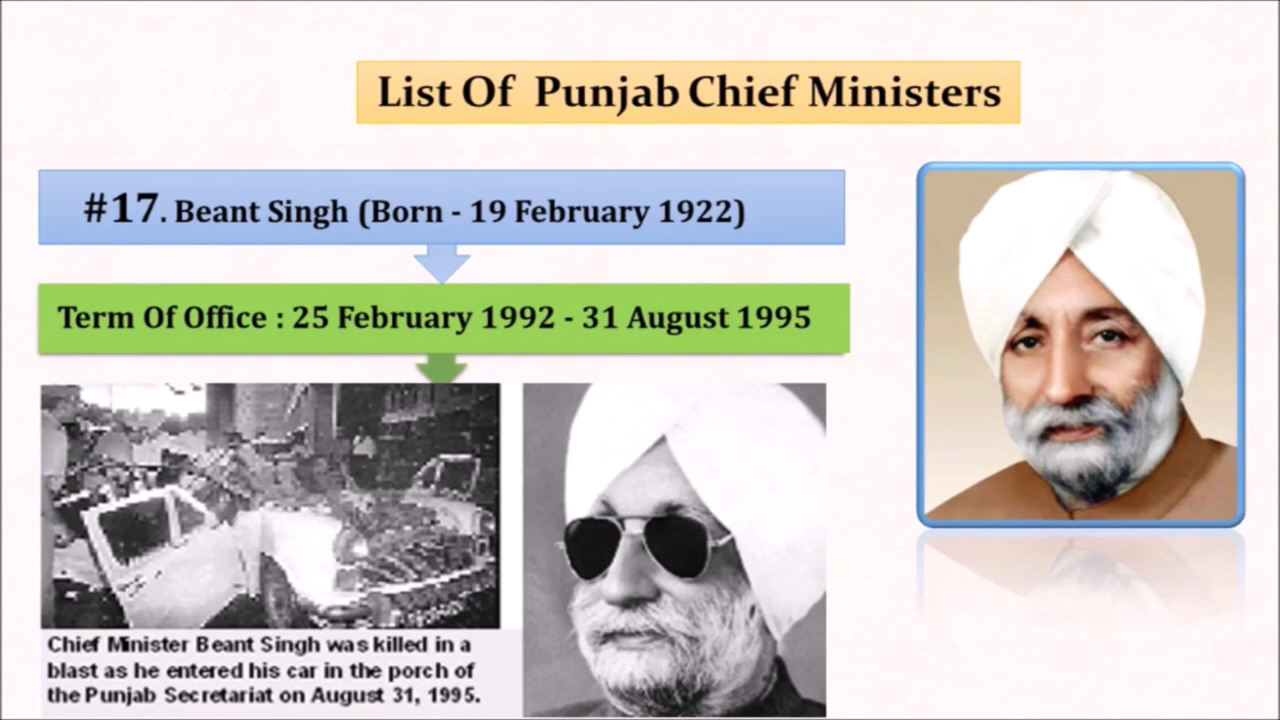 List Of Punjab Chief Ministers
#17. Beant Singh (Born - 19 February 1922)
Term Of Office : 25 February 1992 - 31 August 1995
Chief Minister Beant Singh was killed in a
blast as he entered his car in the porch of
the Punjab Secretariat on August 31, 1995.